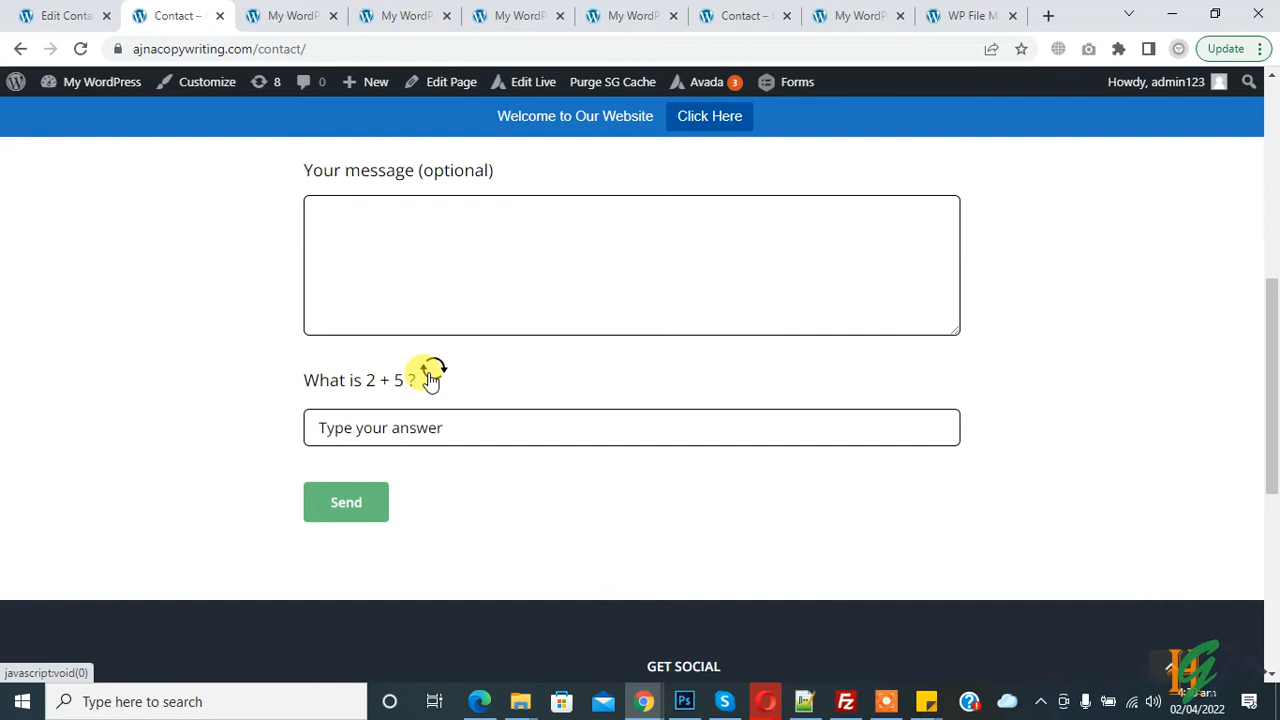 Edit Conta
Contact –
My WordP
My WordP
My WordP
My WordP
Contact –
My WordP
WP File M
ajnacopywriting.com/contact/
Update
My WordPress
Customize
8
0
New
Edit Page
Edit Live
Purge SG Cache
Avada 3
Forms
Howdy, admin123
Welcome to Our Website
Click Here
Your message (optional)
What is 2 + 5 ?
Type your answer
Send
GET SOCIAL
javascript:void(0)
Type here to search
02/04/2022